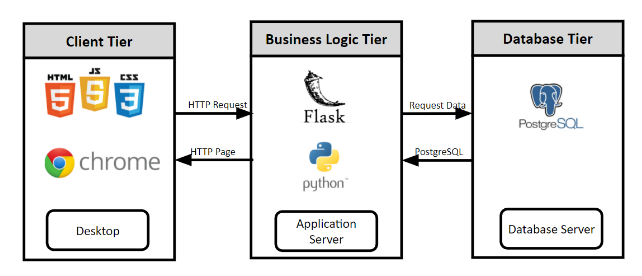 Client Tier
HTML JS CSS
5 5 3
chrome
Desktop
HTTP Request
HTTP Page
Business Logic Tier
Flask
python™
Application
Server
Request Data
PostgreSQL
Database Tier
PostgreSQL
Database Server